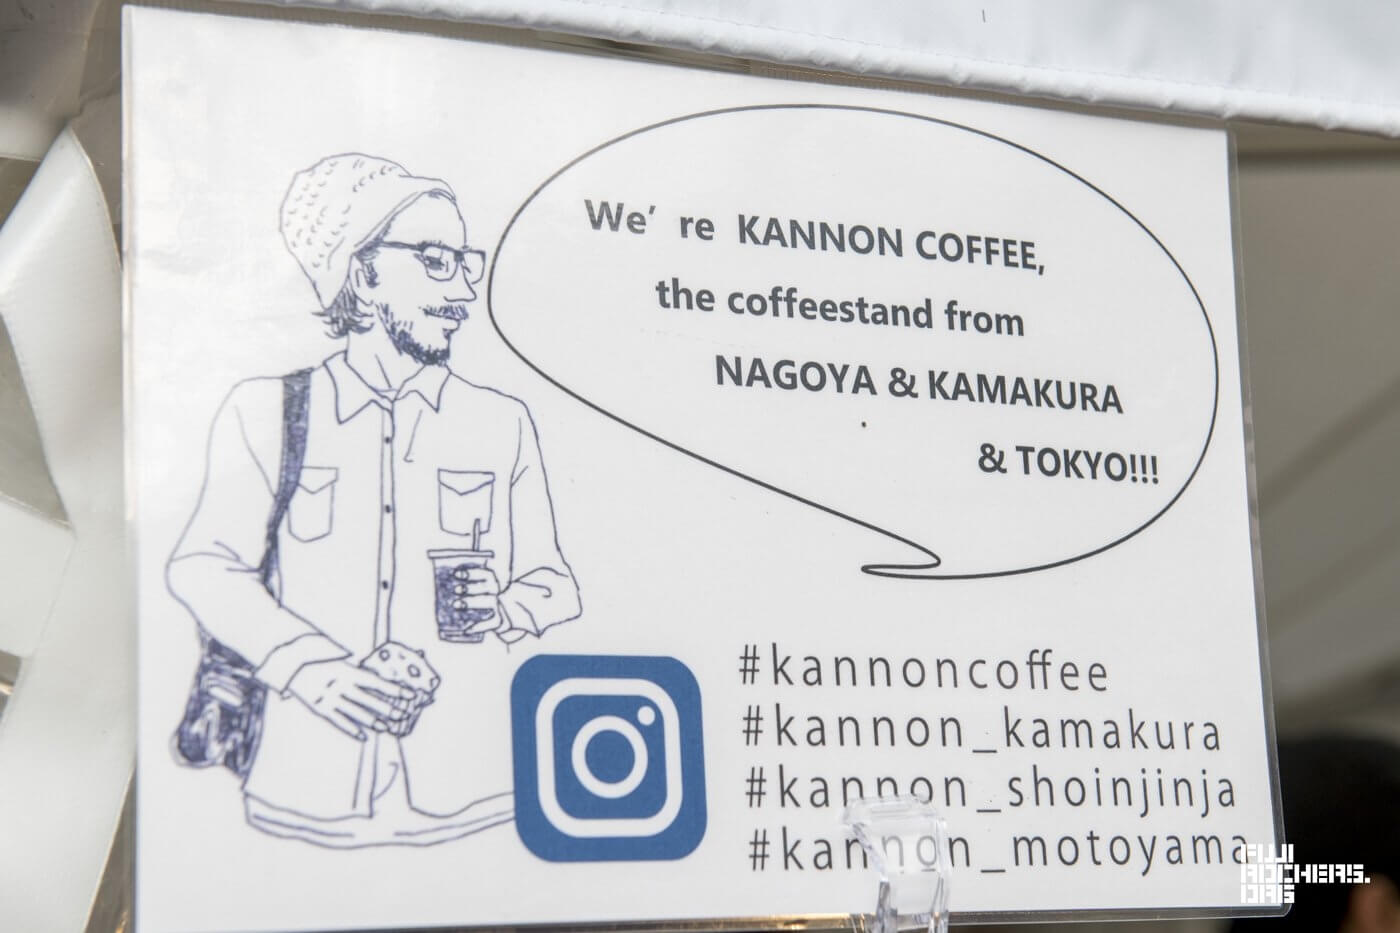 We' re KANNON COFFEE,
the coffeestand from
NAGOYA & KAMAKURA
& TOKYO!!!
#kannoncoffee
#kannon_kamakura
#kannon_shoinjinja
#kannon_motoyama
FUJI
ROCKERS.
ORG